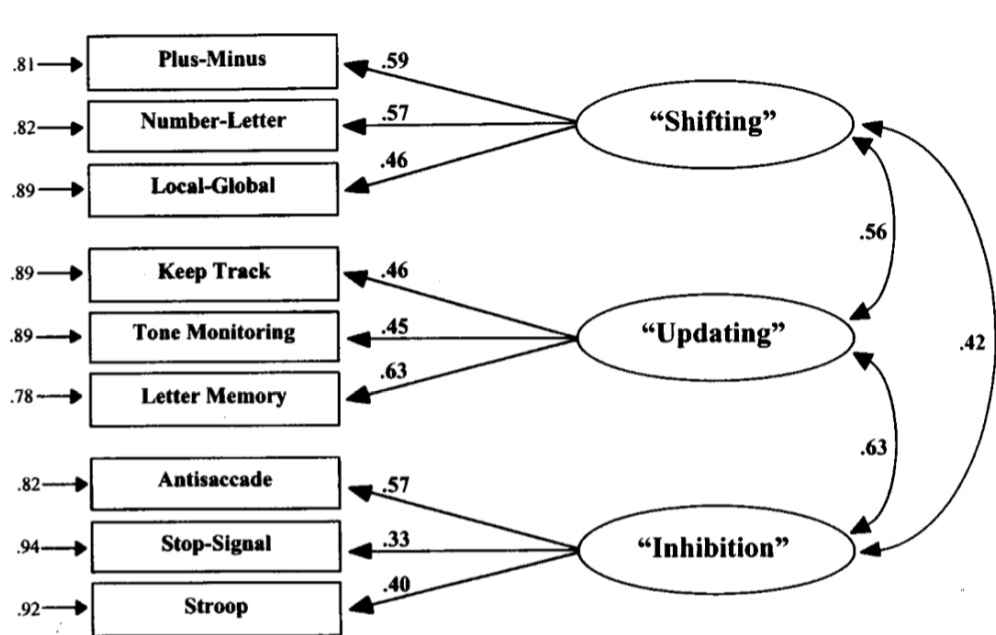 .81 Plus-Minus .59
.82 Number-Letter .57 “Shifting”
.89 Local-Global .46
.56
.89 Keep Track .46
.89 Tone Monitoring .45 “Updating” .42
.78 Letter Memory .63
.63
.82 Antisaccade .57
.94 Stop-Signal .33 “Inhibition”
.92 Stroop .40